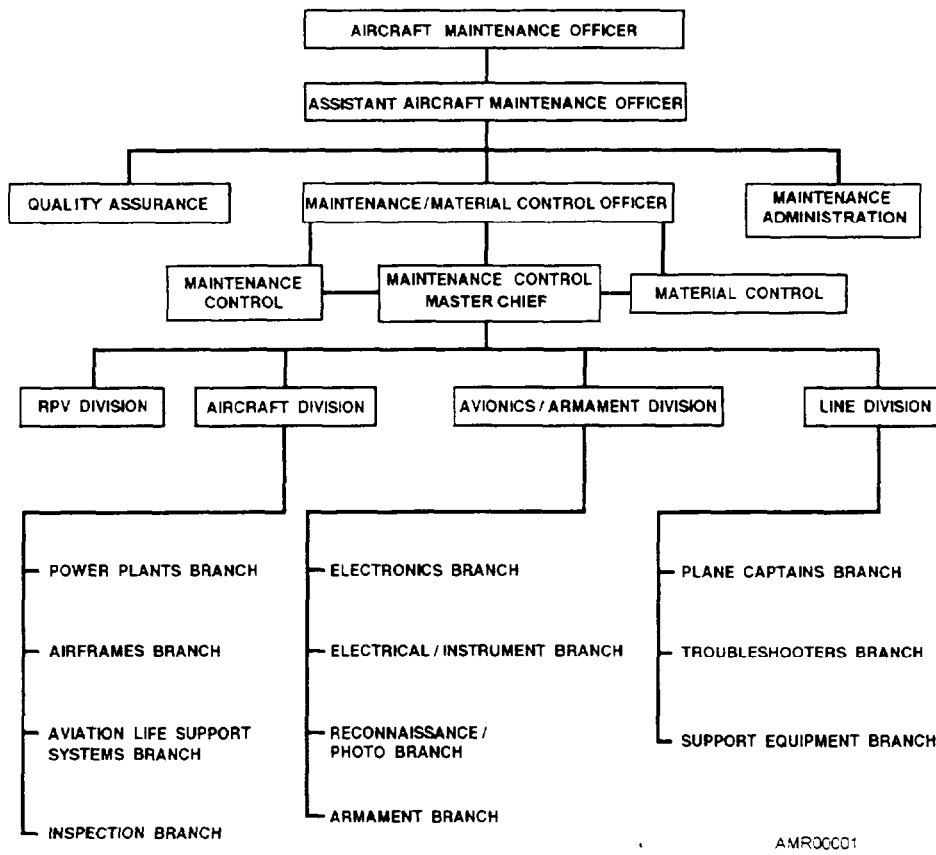 AIRCRAFT MAINTENANCE OFFICER
ASSISTANT AIRCRAFT MAINTENANCE OFFICER
QUALITY ASSURANCE
MAINTENANCE/MATERIAL CONTROL OFFICER
MAINTENANCE
ADMINISTRATION
MAINTENANCE
CONTROL
MAINTENANCE CONTROL
MASTER CHIEF
MATERIAL CONTROL
RPV DIVISION
AIRCRAFT DIVISION
AVIONICS/ARMAMENT DIVISION
LINE DIVISION
POWER PLANTS BRANCH
AIRFRAMES BRANCH
AVIATION LIFE SUPPORT
SYSTEMS BRANCH
INSPECTION BRANCH
ELECTRONICS BRANCH
ELECTRICAL/INSTRUMENT BRANCH
RECONNAISSANCE/
PHOTO BRANCH
ARMAMENT BRANCH
PLANE CAPTAINS BRANCH
TROUBLESHOOTERS BRANCH
SUPPORT EQUIPMENT BRANCH
AMR00001